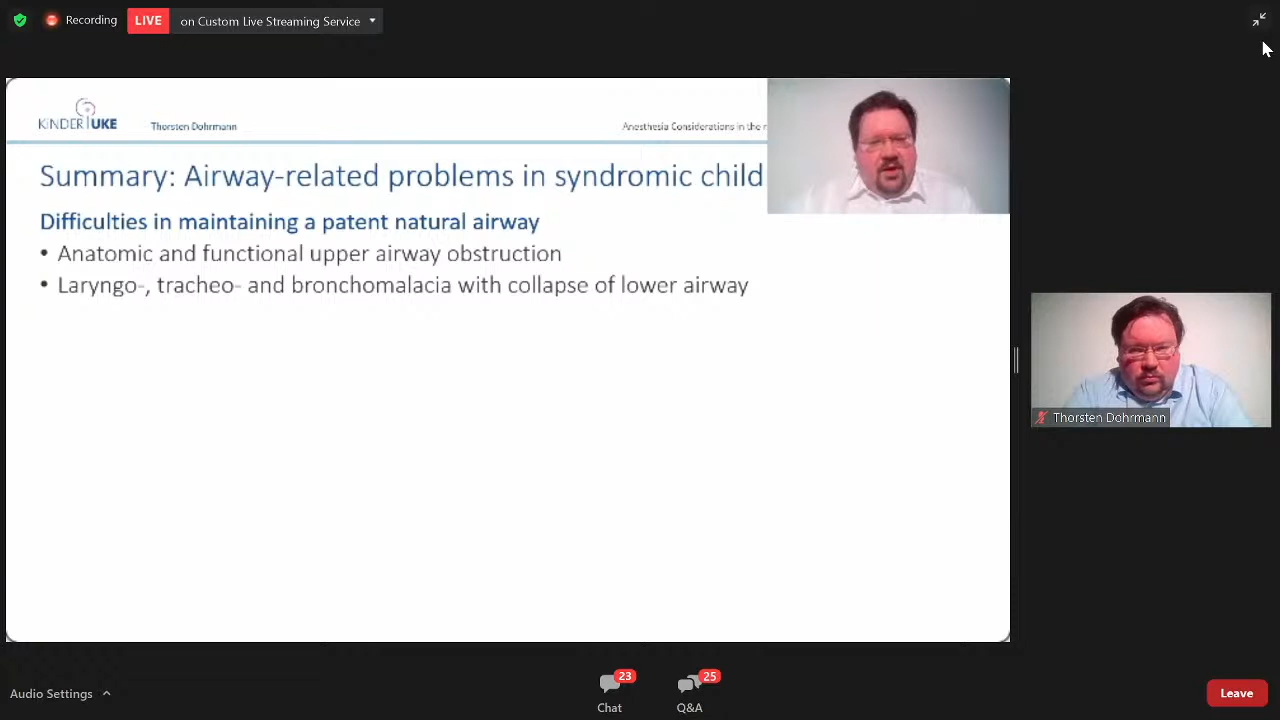 Recording
LIVE
on Custom Live Streaming Service
KINDER UKE
Thorsten Dohrmann
Anesthesia Considerations in the
Summary: Airway-related problems in syndromic child
Difficulties in maintaining a patent natural airway
• Anatomic and functional upper airway obstruction
• Laryngo-, tracheo- and bronchomalacia with collapse of lower airway
Thorsten Dohrmann
Audio Settings
23
Chat
25
Q&A
Leave